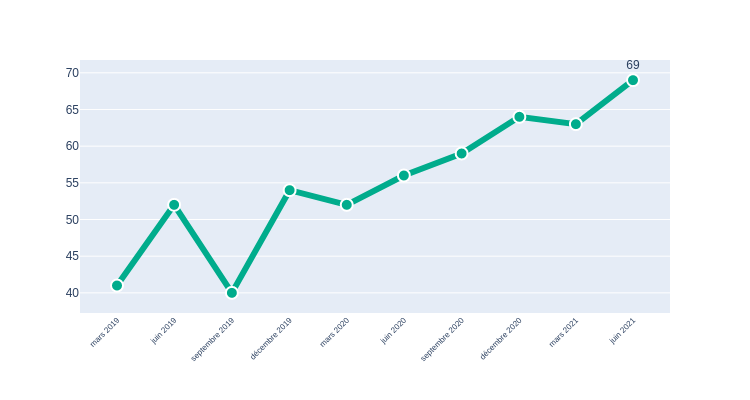 69
70
65
60
55
50
45
40
mars 2019
juin 2019
septembre 2019
décembre 2019
mars 2020
juin 2020
septembre 2020
décembre 2020
mars 2021
juin 2021